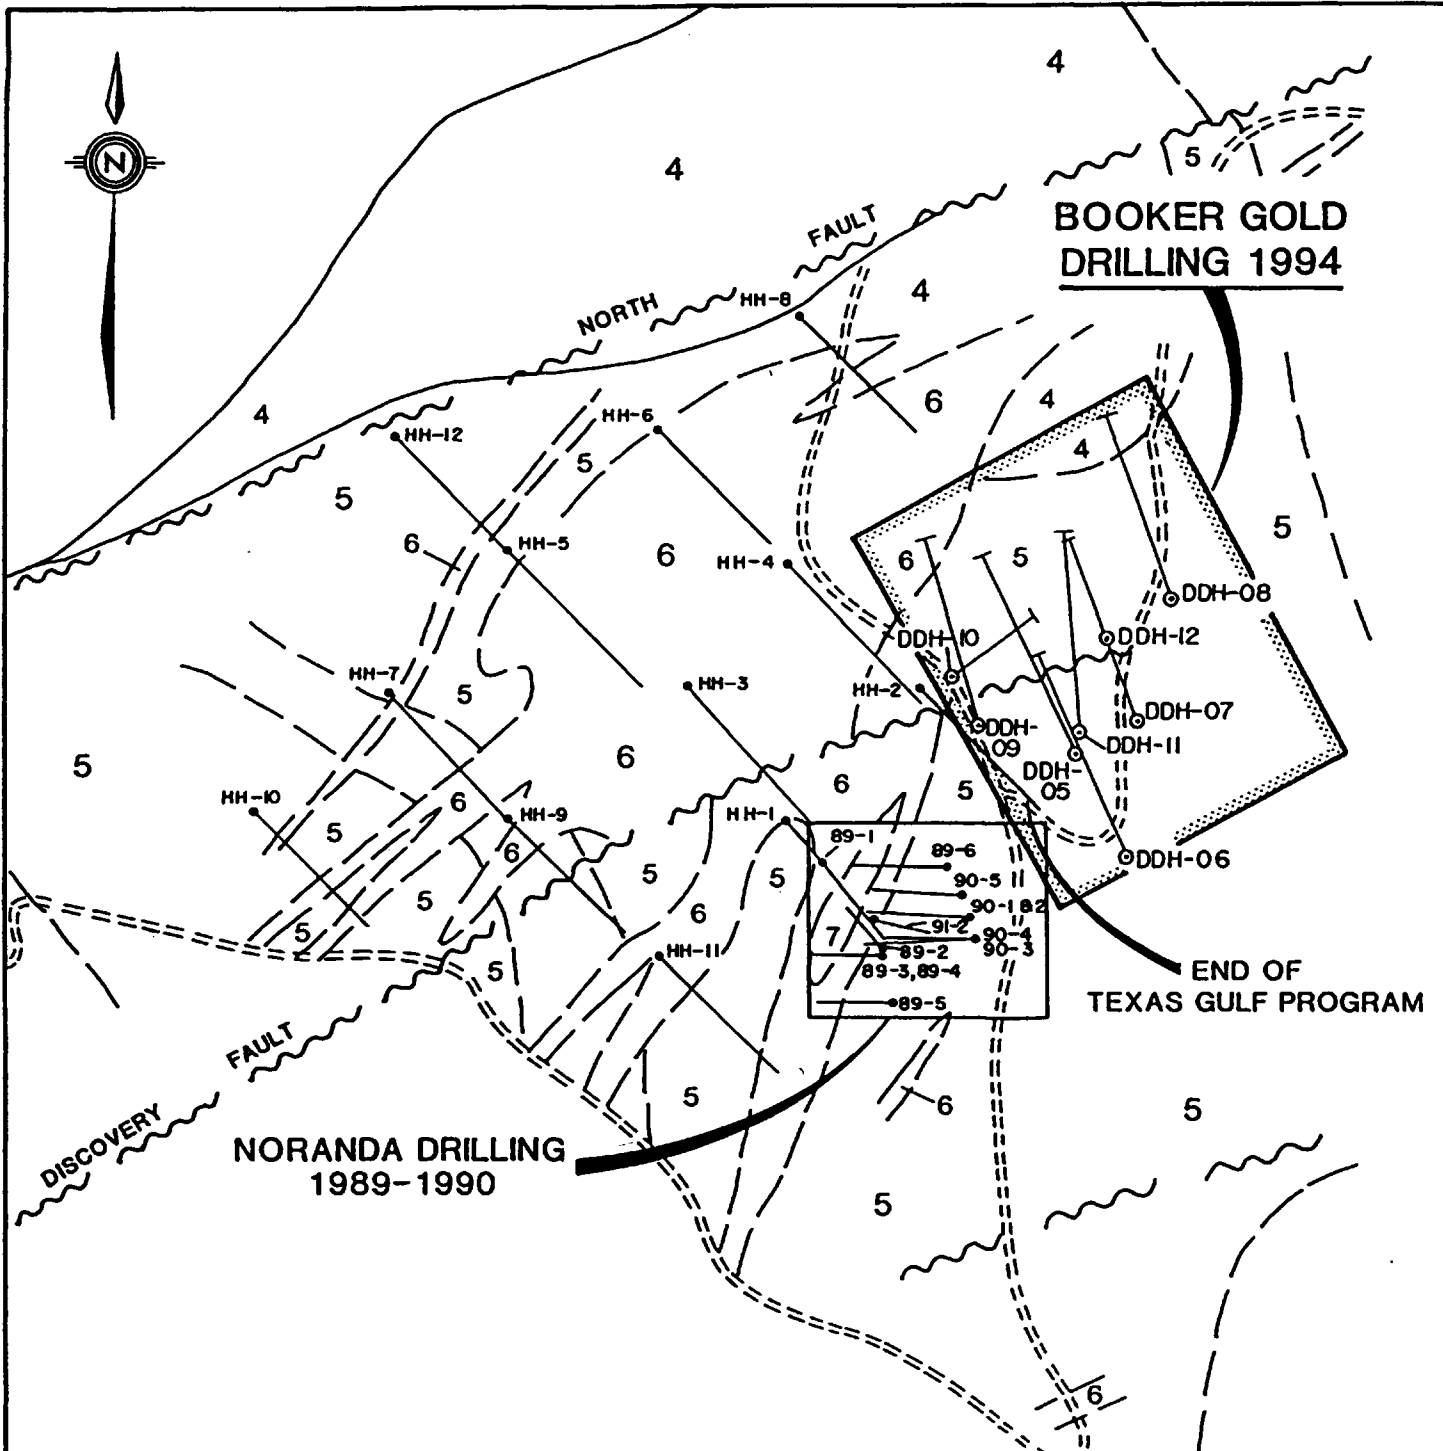 4
5
N
4
BOOKER GOLD
DRILLING 1994
FAULT
4
NORTH
HH-8
4
6
4
HH-6
HH-12
4
5
5
5
6
HH-5
6
HH-4
6
5
5
DDH-08
DDH-10
DDH-12
HH-7
5
HH-3
HH-2
DDH-07
DDH-
09
DDH-11
DDH-
05
5
6
6
5
HH-10
6
HH-9
HH-1
89-1
89-6
DDH-06
5
6
5
5
90-5
5
6
90-1&2
91-2
5
7
90-4
90-3
89-2
HH-11
5
89-3,89-4
89-5
END OF
TEXAS GULF PROGRAM
FAULT
5
6
5
DISCOVERY
NORANDA DRILLING
1989-1990
5
6